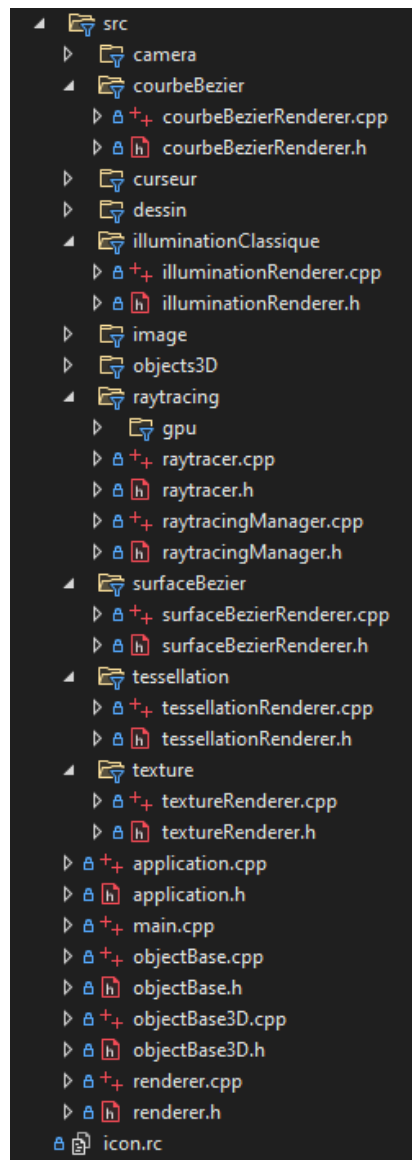 src
camera
courbeBezier
courbeBezierRenderer.cpp
courbeBezierRenderer.h
curseur
dessin
illuminationClassique
illuminationRenderer.cpp
illuminationRenderer.h
image
objects3D
raytracing
gpu
raytracer.cpp
raytracer.h
raytracingManager.cpp
raytracingManager.h
surfaceBezier
surfaceBezierRenderer.cpp
surfaceBezierRenderer.h
tessellation
tessellationRenderer.cpp
tessellationRenderer.h
texture
textureRenderer.cpp
textureRenderer.h
application.cpp
application.h
main.cpp
objectBase.cpp
objectBase.h
objectBase3D.cpp
objectBase3D.h
renderer.cpp
renderer.h
icon.rc